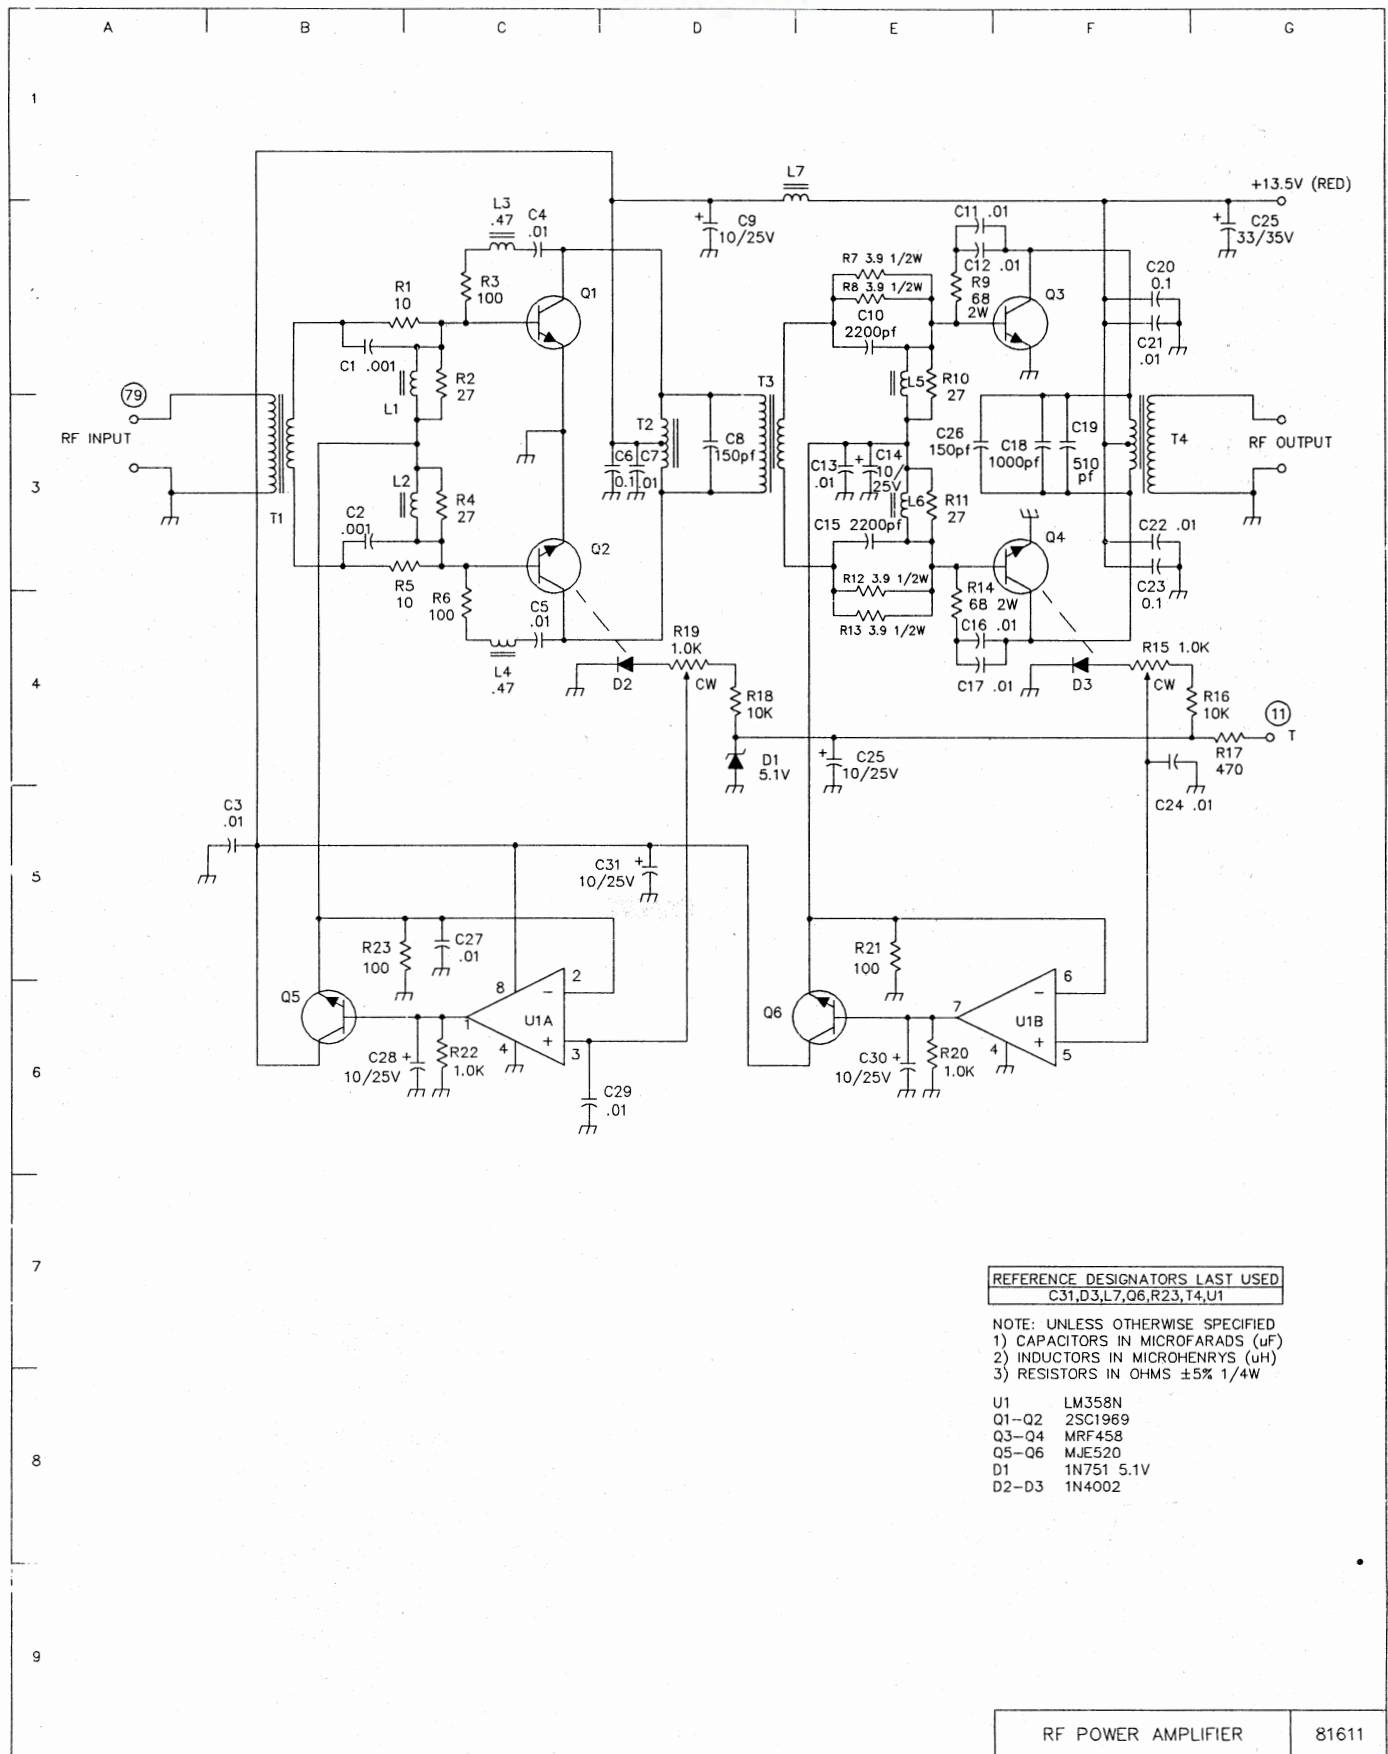 A B C D E F G
1
L7
+13.5V (RED)
L3
.47
C4
.01
C9
10/25V
C11 .01
C25
33/35V
R7 3.9 1/2W
C12 .01
C20
0.1
R1
10
R3
100
Q1
R8 3.9 1/2W
R9
68
2W
Q3
C10
2200pf
C21
.01
C1 .001
R2
27
T3
L5
R10
27
79
L1
RF INPUT
T2
C8
150pf
C26
150pf
C18
1000pf
C19
510
pf
T4
RF OUTPUT
C6
0.1
C7
.01
C13
.01
C14
10/
25V
3
L2
R4
27
L6
R11
27
T1
C2
.001
C15 2200pf
C22 .01
Q2
Q4
R5
10
R6
100
C5
.01
R12 3.9 1/2W
R14
68 2W
C23
0.1
R19
1.0K
R13 3.9 1/2W
C16 .01
R15 1.0K
4
L4
.47
D2
CW
R18
10K
C17 .01
D3
CW
R16
10K
11
T
D1
5.1V
C25
10/25V
R17
470
C3
.01
C24 .01
5
C31
10/25V
R23
100
C27
.01
R21
100
Q5
8
2
U1A
1
4
3
Q6
7
6
U1B
4
5
6
C28
10/25V
R22
1.0K
C29
.01
C30
10/25V
R20
1.0K
7
REFERENCE DESIGNATORS LAST USED
C31,D3,L7,Q6,R23,T4,U1
NOTE: UNLESS OTHERWISE SPECIFIED
1) CAPACITORS IN MICROFARADS (uF)
2) INDUCTORS IN MICROHENRYS (uH)
3) RESISTORS IN OHMS ±5% 1/4W
U1 LM358N
Q1-Q2 2SC1969
Q3-Q4 MRF458
Q5-Q6 MJE520
D1 1N751 5.1V
D2-D3 1N4002
8
9
RF POWER AMPLIFIER 81611